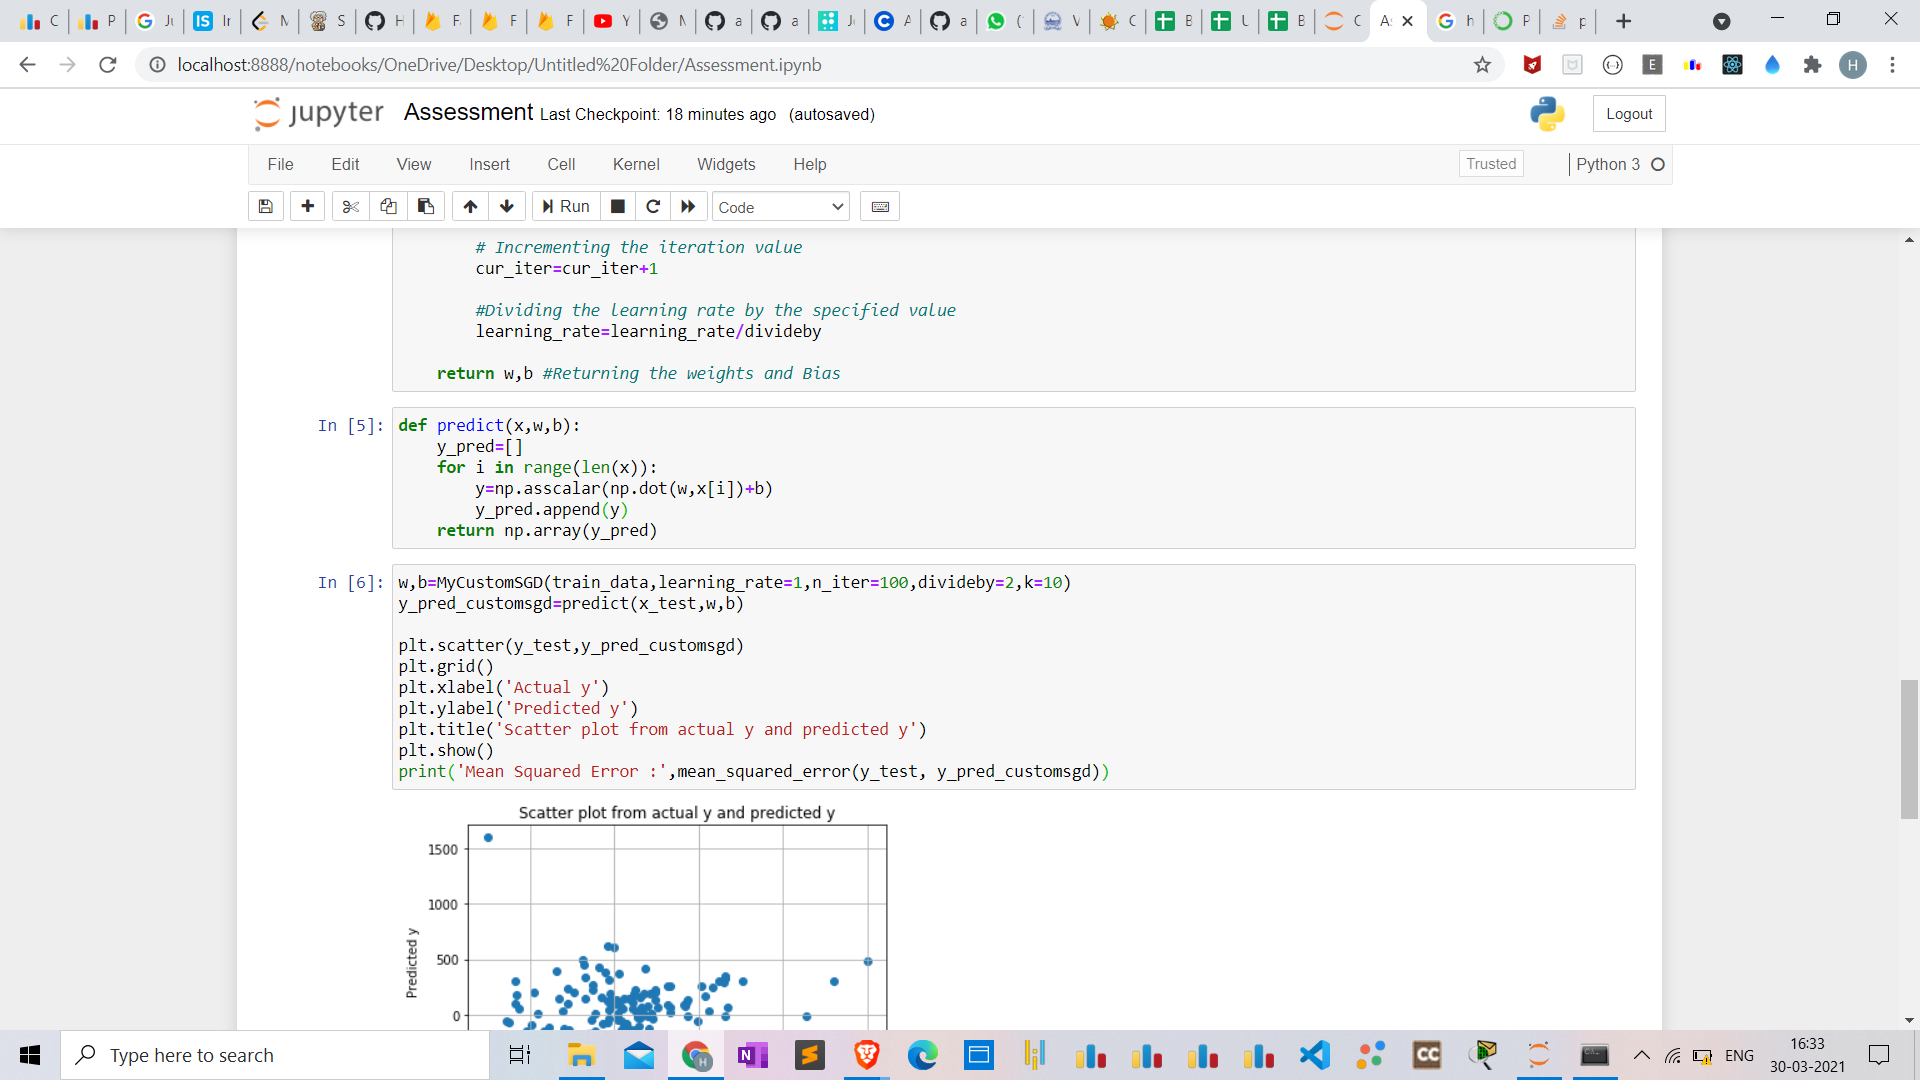 C
P
Ju
In
M
S
H
F
F
F
Y
M
a
a
Jo
A
a
(
V
C
B
U
B
C
As
h
P
p
localhost:8888/notebooks/OneDrive/Desktop/Untitled%20Folder/Assessment.ipynb
E
H
jupyter Assessment Last Checkpoint: 18 minutes ago (autosaved)
Logout
File Edit View Insert Cell Kernel Widgets Help
Trusted
Python 3
Run
Code
# Incrementing the iteration value
cur_iter=cur_iter+1
#Dividing the learning rate by the specified value
learning_rate=learning_rate/divideby
return w,b #Returning the weights and Bias
In [5]:
def predict(x,w,b):
y_pred=[]
for i in range(len(x)):
y=np.asscalar(np.dot(w,x[i])+b)
y_pred.append(y)
return np.array(y_pred)
In [6]:
w,b=MyCustomSGD(train_data,learning_rate=1,n_iter=100,divideby=2,k=10)
y_pred_customsgd=predict(x_test,w,b)
plt.scatter(y_test,y_pred_customsgd)
plt.grid()
plt.xlabel('Actual y')
plt.ylabel('Predicted y')
plt.title('Scatter plot from actual y and predicted y')
plt.show()
print('Mean Squared Error :',mean_squared_error(y_test, y_pred_customsgd))
Scatter plot from actual y and predicted y
1500
1000
500
0
Predicted y
Type here to search
ENG
16:33
30-03-2021